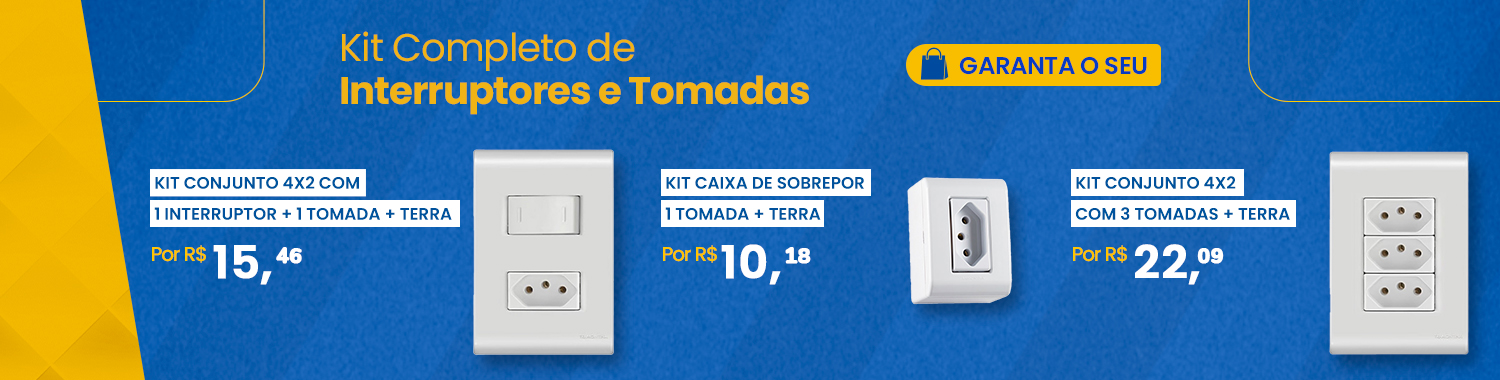 Kit Completo de
Interruptores e Tomadas
GARANTA O SEU
KIT CONJUNTO 4X2 COM
1 INTERRUPTOR + 1 TOMADA + TERRA
Por R$ 15,46
KIT CAIXA DE SOBREPOR
1 TOMADA + TERRA
Por R$ 10,18
KIT CONJUNTO 4X2
COM 3 TOMADAS + TERRA
Por R$ 22,09